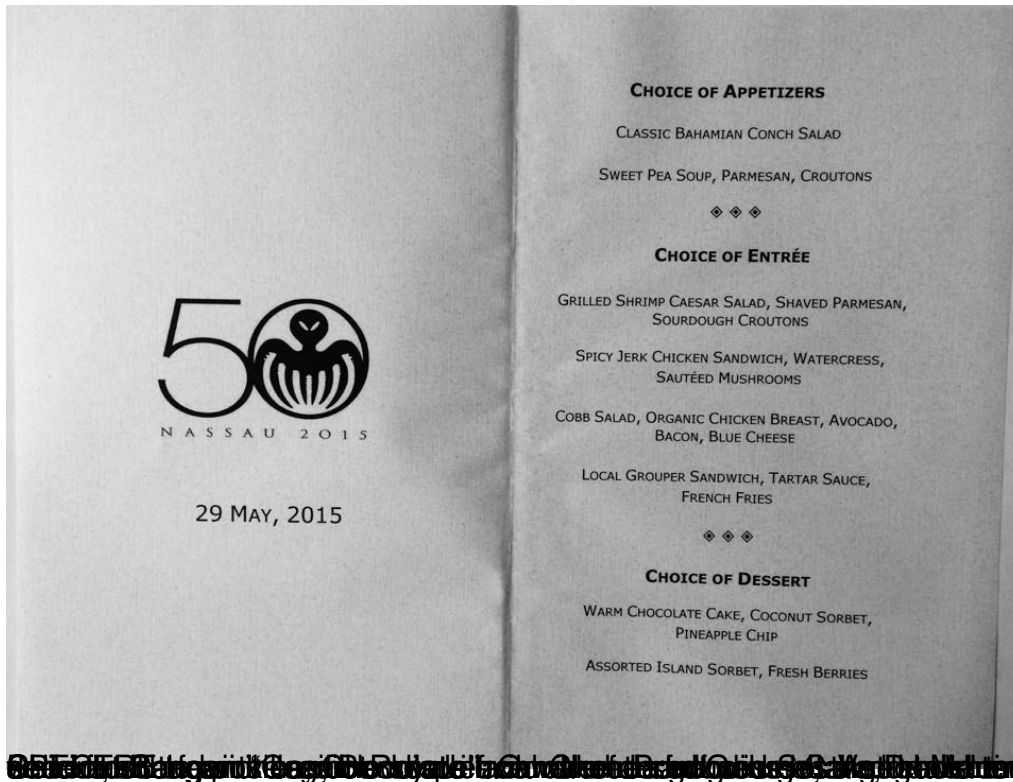 50
NASSAU 2015
29 MAY, 2015
CHOICE OF APPETIZERS
CLASSIC BAHAMIAN CONCH SALAD
SWEET PEA SOUP, PARMESAN, CROUTONS
CHOICE OF ENTRÉE
GRILLED SHRIMP CAESAR SALAD, SHAVED PARMESAN,
SOURDOUGH CROUTONS
SPICY JERK CHICKEN SANDWICH, WATERCRESS,
SAUTÉED MUSHROOMS
COBB SALAD, ORGANIC CHICKEN BREAST, AVOCADO,
BACON, BLUE CHEESE
LOCAL GROUPER SANDWICH, TARTAR SAUCE,
FRENCH FRIES
CHOICE OF DESSERT
WARM CHOCOLATE CAKE, COCONUT SORBET,
PINEAPPLE CHIP
ASSORTED ISLAND SORBET, FRESH BERRIES